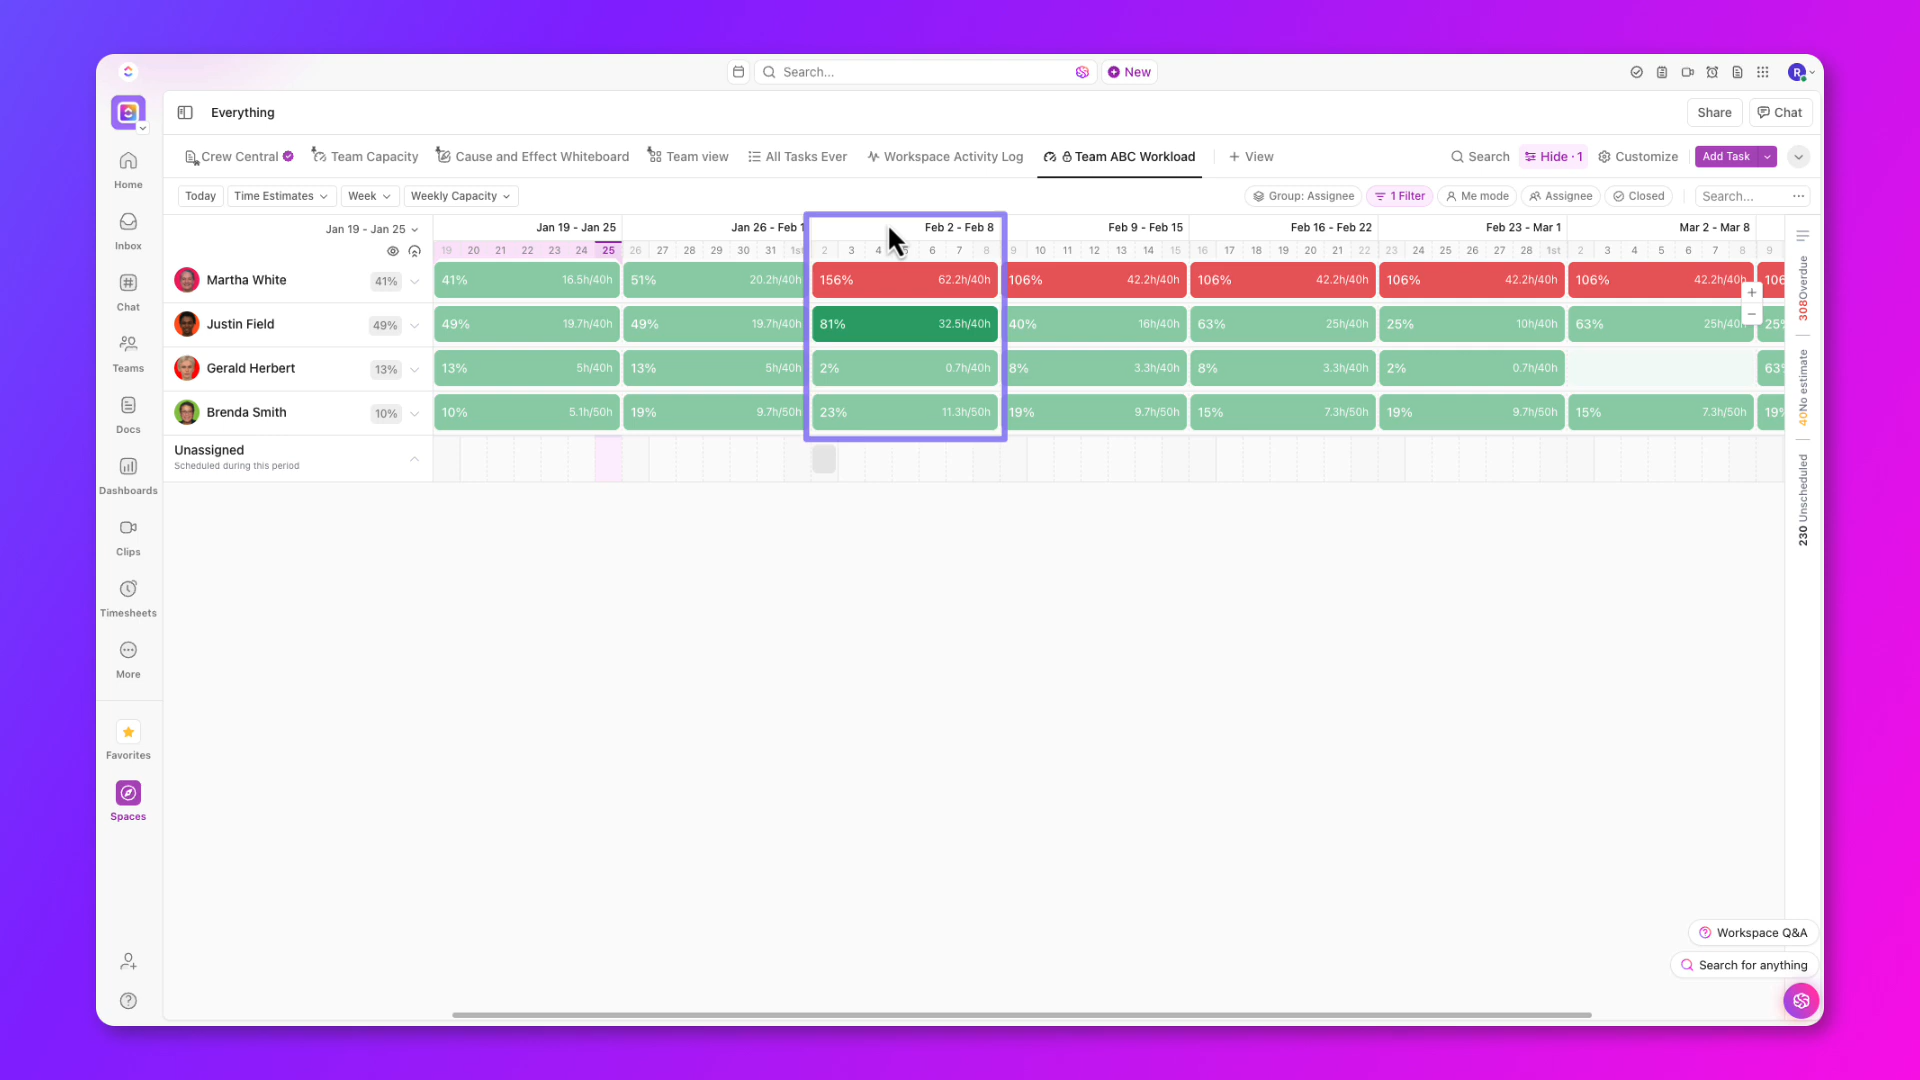 Search...
New
R
Everything
Share
Chat
Crew Central
Team Capacity
Cause and Effect Whiteboard
Team view
All Tasks Ever
Workspace Activity Log
Team ABC Workload
+ View
Search
Hide · 1
Customize
Add Task
Today
Time Estimates
Week
Weekly Capacity
Group: Assignee
1 Filter
Me mode
Assignee
Closed
Search...
Jan 19 - Jan 25
Jan 19 - Jan 25
Jan 26 - Feb 1
Feb 2 - Feb 8
Feb 9 - Feb 15
Feb 16 - Feb 22
Feb 23 - Mar 1
Mar 2 - Mar 8
19 20 21 22 23 24 25 26 27 28 29 30 31 1st 2 3 4 5 6 7 8 9 10 11 12 13 14 15 16 17 18 19 20 21 22 23 24 25 26 27 28 1st 2 3 4 5 6 7 8 9
Martha White 41% 41% 16.5h/40h 51% 20.2h/40h 156% 62.2h/40h 106% 42.2h/40h 106% 42.2h/40h 106% 42.2h/40h 106% 42.2h/40h 106
Justin Field 49% 49% 19.7h/40h 49% 19.7h/40h 81% 32.5h/40h 40% 16h/40h 63% 25h/40h 25% 10h/40h 63% 25h/40h 25%
Gerald Herbert 13% 13% 5h/40h 13% 5h/40h 2% 0.7h/40h 8% 3.3h/40h 8% 3.3h/40h 2% 0.7h/40h 63%
Brenda Smith 10% 10% 5.1h/50h 19% 9.7h/50h 23% 11.3h/50h 19% 9.7h/50h 15% 7.3h/50h 19% 9.7h/50h 15% 7.3h/50h 19%
Unassigned
Scheduled during this period
308 Overdue
40 No estimate
230 Unscheduled
Home
Inbox
Chat
Teams
Docs
Dashboards
Clips
Timesheets
More
Favorites
Spaces
Workspace Q&A
Search for anything